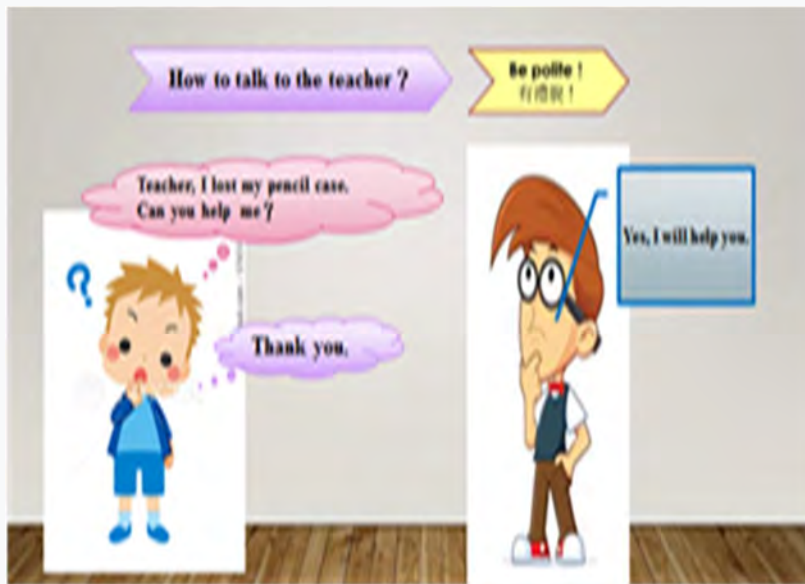 How to talk to the teacher？
Be polite！
有禮貌！
Teacher, I lost my pencil case.
Can you help me？
Yes, I will help you.
Thank you.